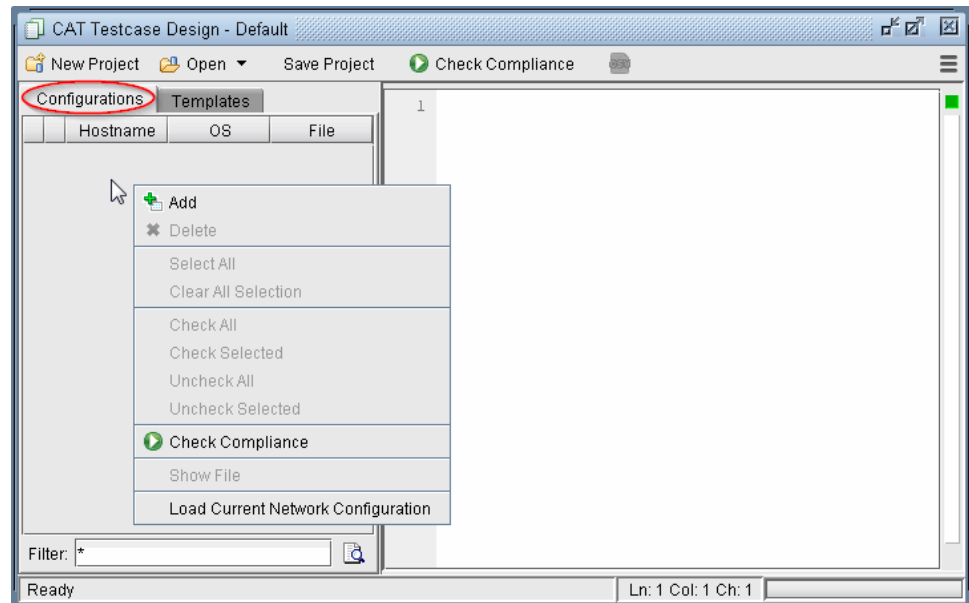 CAT Testcase Design - Default
New Project Open Save Project Check Compliance
Configurations Templates
Hostname OS File
1
Add
Delete
Select All
Clear All Selection
Check All
Check Selected
Uncheck All
Uncheck Selected
Check Compliance
Show File
Load Current Network Configuration
Filter: *
Ready Ln: 1 Col: 1 Ch: 1